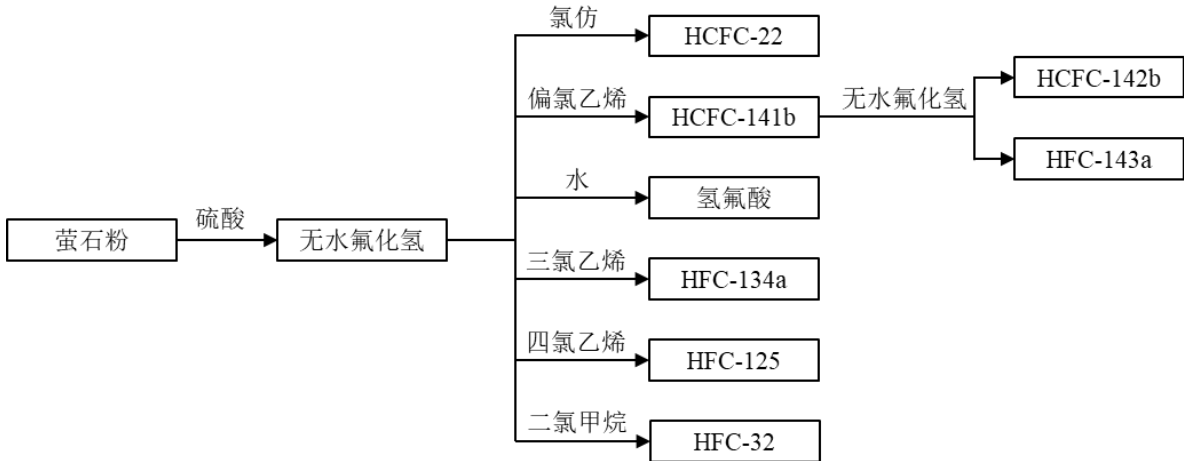 氯仿
HCFC-22
偏氯乙烯
HCFC-141b
无水氟化氢
HCFC-142b
HFC-143a
水
氢氟酸
萤石粉
硫酸
无水氟化氢
三氯乙烯
HFC-134a
四氯乙烯
HFC-125
二氯甲烷
HFC-32